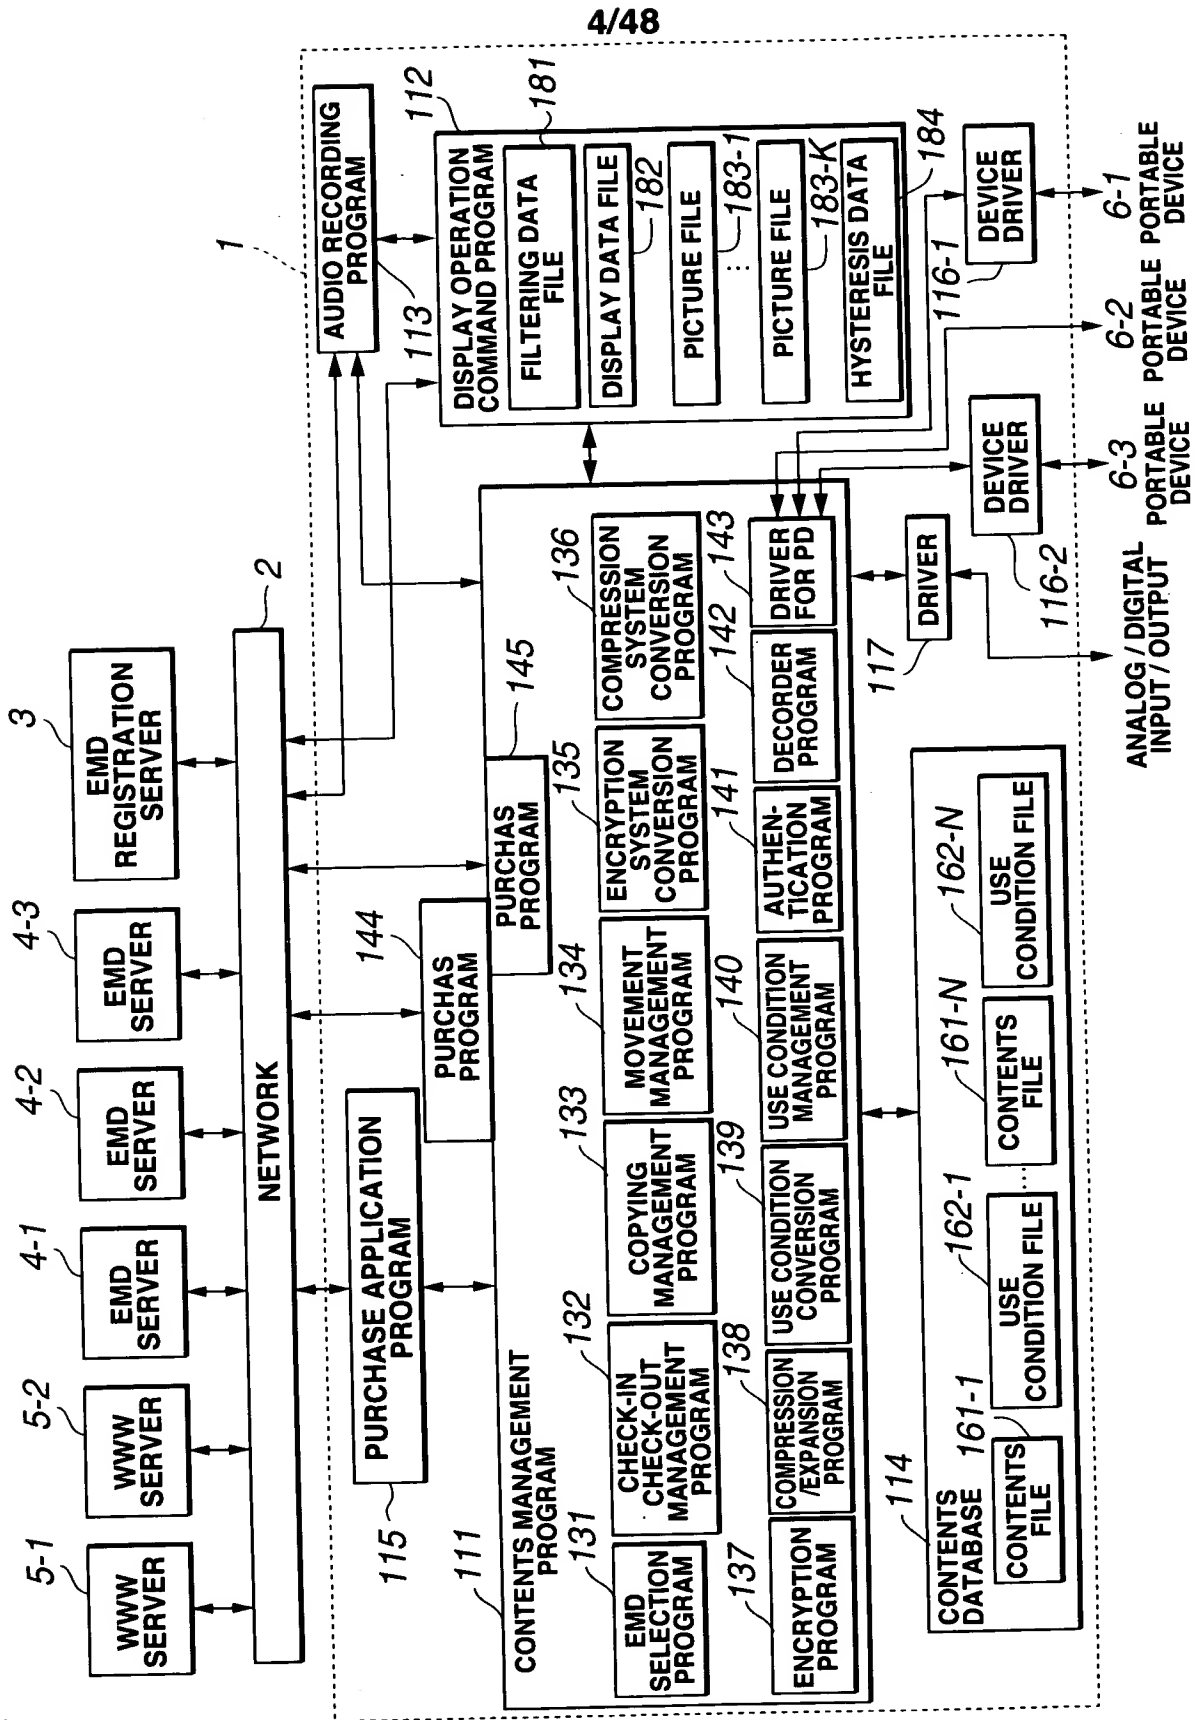 4/48
5-1
WWW
SERVER
5-2
WWW
SERVER
4-1
EMD
SERVER
4-2
EMD
SERVER
4-3
EMD
SERVER
3
EMD
REGISTRATION
SERVER
NETWORK
2
1
115
PURCHASE APPLICATION
PROGRAM
144
PURCHAS
PROGRAM
145
PURCHAS
PROGRAM
AUDIO RECORDING
PROGRAM
113
111
CONTENTS MANAGEMENT
PROGRAM
131
EMD
SELECTION
PROGRAM
132
CHECK-IN
CHECK-OUT
MANAGEMENT
PROGRAM
133
COPYING
MANAGEMENT
PROGRAM
134
MOVEMENT
MANAGEMENT
PROGRAM
135
ENCRYPTION
SYSTEM
CONVERSION
PROGRAM
136
COMPRESSION
SYSTEM
CONVERSION
PROGRAM
137
ENCRYPTION
PROGRAM
138
COMPRESSION
/EXPANSION
PROGRAM
139
USE CONDITION
CONVERSION
PROGRAM
140
USE CONDITION
MANAGEMENT
PROGRAM
141
AUTHEN-
TICATION
PROGRAM
142
DECORDER
PROGRAM
143
DRIVER
FOR PD
112
DISPLAY OPERATION
COMMAND PROGRAM
181
FILTERING DATA
FILE
DISPLAY DATA FILE
182
PICTURE FILE
183-1
...
PICTURE FILE
183-K
HYSTERESIS DATA
FILE
184
114
CONTENTS
DATABASE
161-1
CONTENTS
FILE
162-1
USE
CONDITION FILE
......
161-N
CONTENTS
FILE
162-N
USE
CONDITION FILE
117
DRIVER
116-2
DEVICE
DRIVER
116-1
DEVICE
DRIVER
ANALOG/DIGITAL
INPUT/OUTPUT
6-3
PORTABLE
DEVICE
6-2
PORTABLE
DEVICE
6-1
PORTABLE
DEVICE